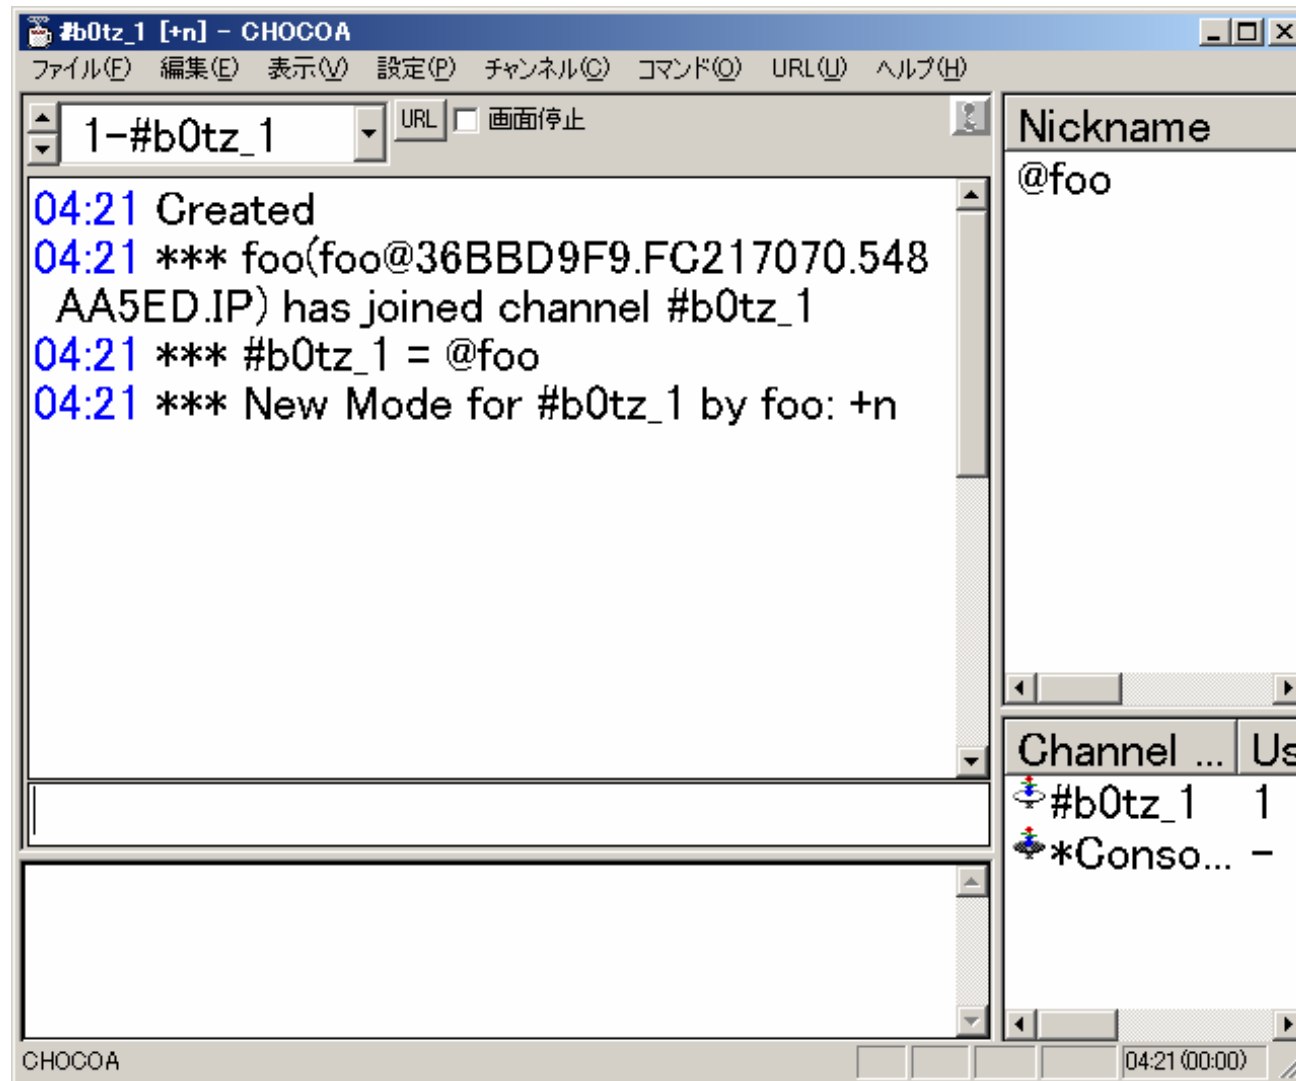 #b0tz_1 [+n] - CHOCOA
ファイル(F) 編集(E) 表示(V) 設定(P) チャンネル(C) コマンド(O) URL(U) ヘルプ(H)
1-#b0tz_1 URL 画面停止
04:21 Created
04:21 *** foo(foo@36BBD9F9.FC217070.548
AA5ED.IP) has joined channel #b0tz_1
04:21 *** #b0tz_1 = @foo
04:21 *** New Mode for #b0tz_1 by foo: +n
Nickname
@foo
Channel ... Us
#b0tz_1 1
*Conso... -
CHOCOA 04:21 (00:00)